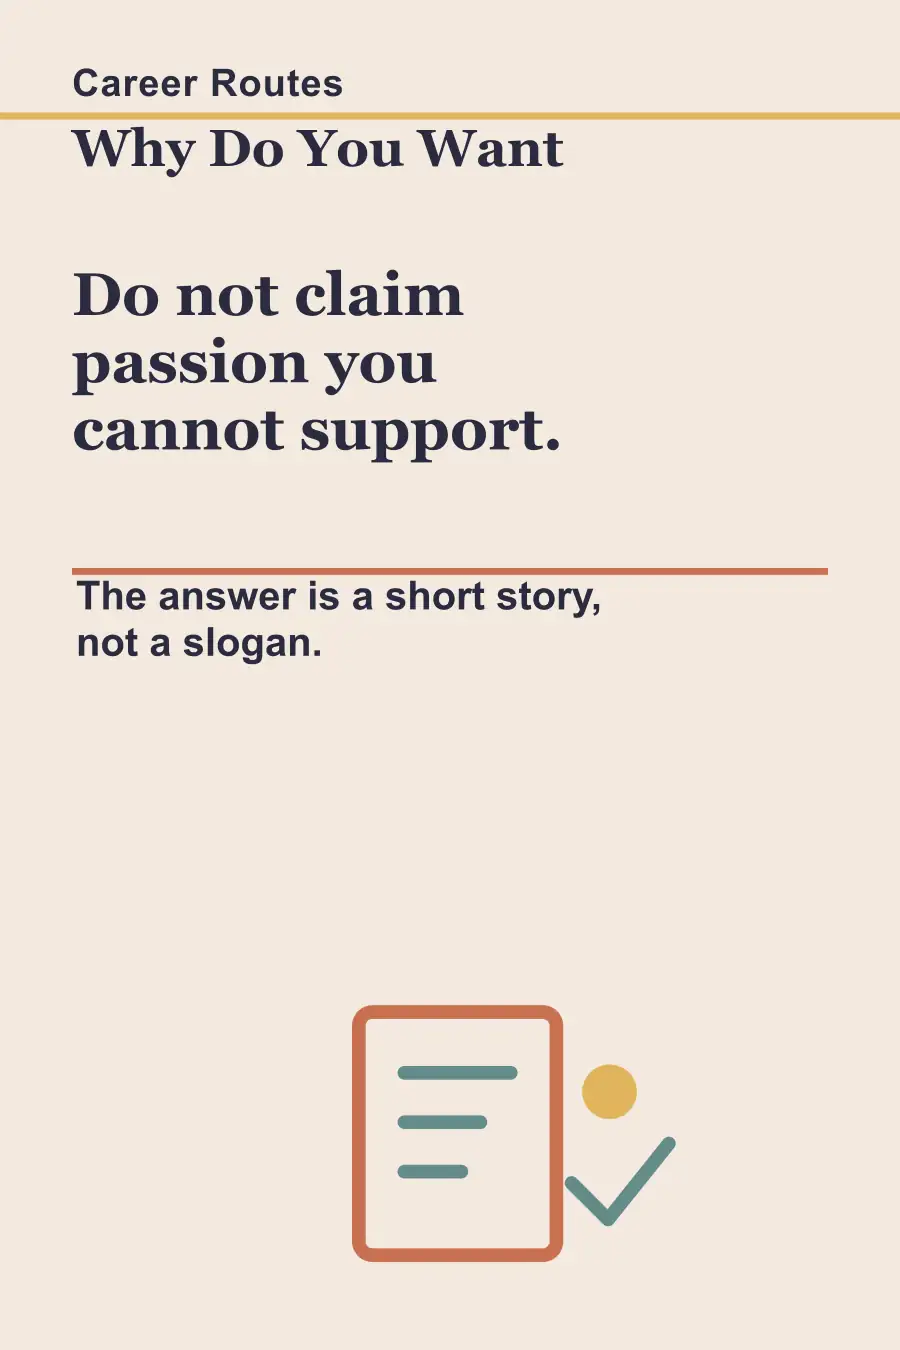 Career Routes
Why Do You Want
Do not claim
passion you
cannot support.
The answer is a short story,
not a slogan.